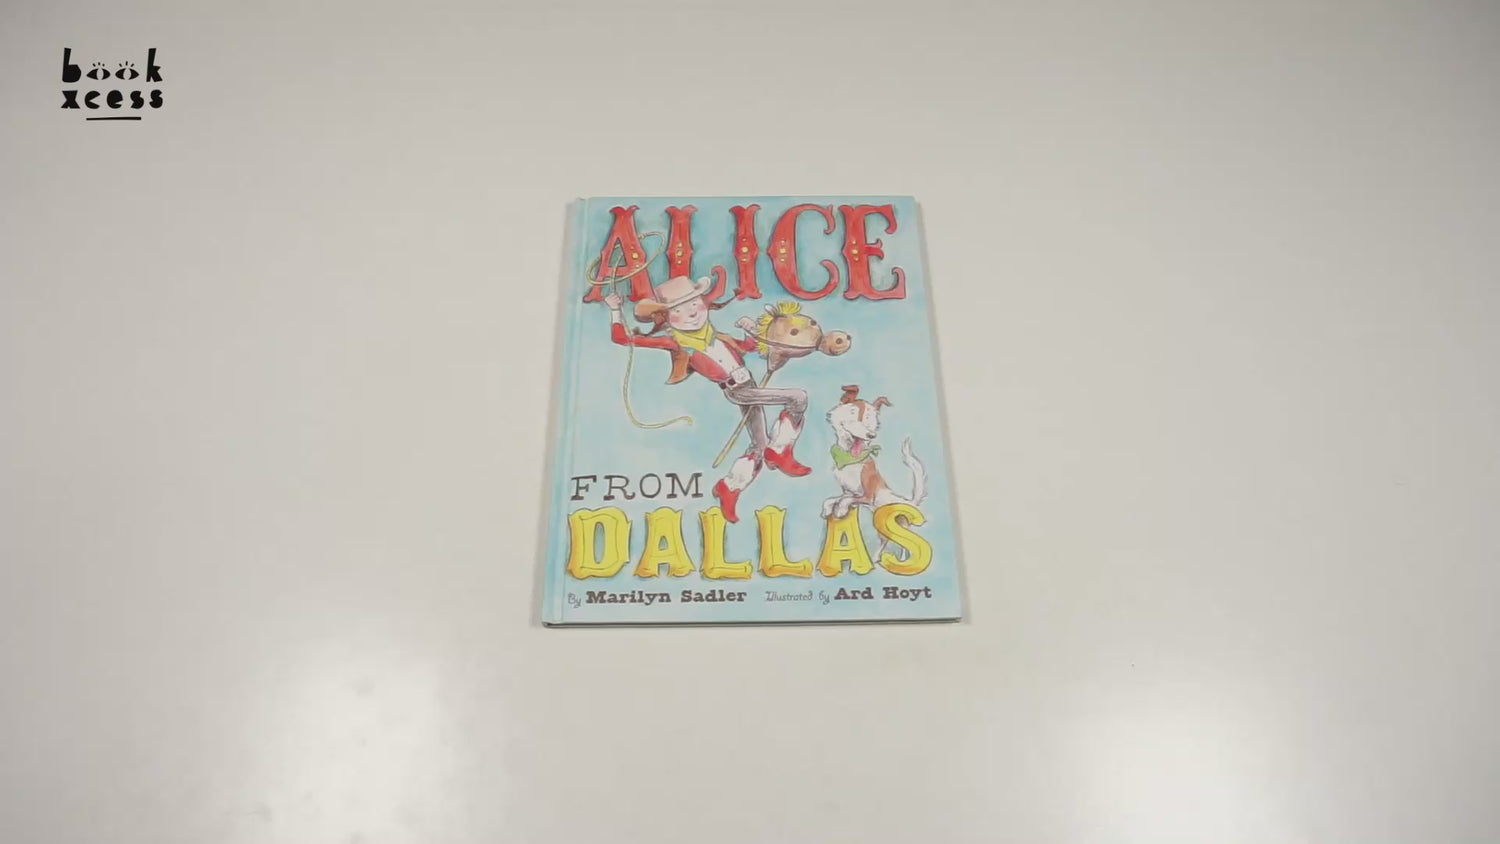 book
xcess
ALICE
FROM
DALLAS
By Marilyn Sadler Illustrated by Ard Hoyt